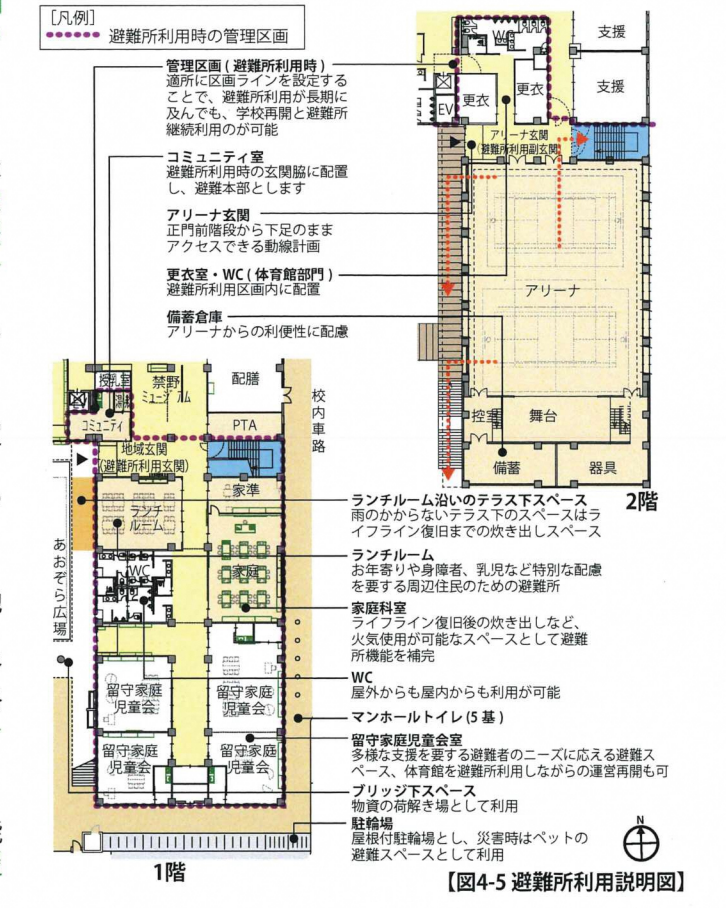 [凡例]
避難所利用時の管理区画
管理区画(避難所利用時)
適所に区画ラインを設定する
ことで、避難所利用が長期に
及んでも、学校再開と避難所
継続利用のが可能
コミュニティ室
避難所利用時の玄関脇に配置
し、避難本部とします
アリーナ玄関
正門前階段から下足のまま
アクセスできる動線計画
更衣室・WC(体育館部門)
避難所利用区画内に配置
備蓄倉庫
アリーナからの利便性に配慮
WC
支援
支援
更衣
更衣
EV
アリーナ玄関
(避難所利用副玄関)
アリーナ
控室
舞台
備蓄
器具
2階
授乳室
禁野
ミュージアム
配膳
コミュニティ
PTA
校内車路
地域玄関
(避難所利用玄関)
家準
ランチ
ルーム
家庭
WC
あおぞら広場
留守家庭
児童会
留守家庭
児童会
留守家庭
児童会
留守家庭
児童会
1階
ランチルーム沿いのテラス下スペース
雨のかからないテラス下のスペースはラ
イフライン復旧までの炊き出しスペース
ランチルーム
お年寄りや身障者、乳児など特別な配慮
を要する周辺住民のための避難所
家庭科室
ライフライン復旧後の炊き出しなど、
火気使用が可能なスペースとして避難
所機能を補完
WC
屋外からも屋内からも利用が可能
マンホールトイレ(5基)
留守家庭児童会室
多様な支援を要する避難者のニーズに応える避難ス
ペース、体育館を避難所利用しながらの運営再開も可
ブリッジ下スペース
物資の荷解き場として利用
駐輪場
屋根付駐輪場とし、災害時はペットの
避難スペースとして利用
N
【図4-5 避難所利用説明図】